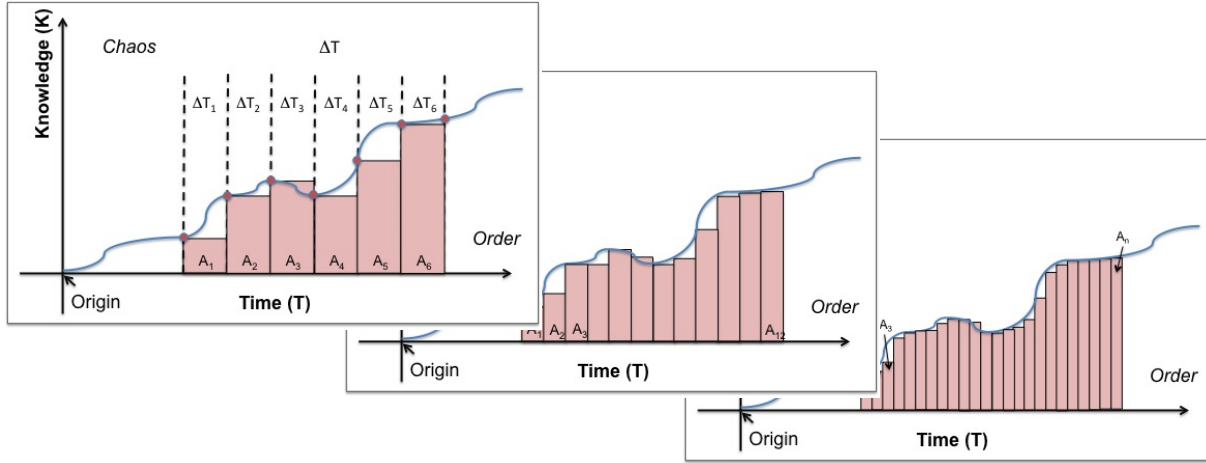 Knowledge (K)
Chaos
ΔT
ΔT1 ΔT2 ΔT3 ΔT4 ΔT5 ΔT6
Order
A1 A2 A3 A4 A5 A6
Origin
Time (T)
Order
A1 A2 A3 A12
Origin
Time (T)
An
A3
Order
Origin
Time (T)